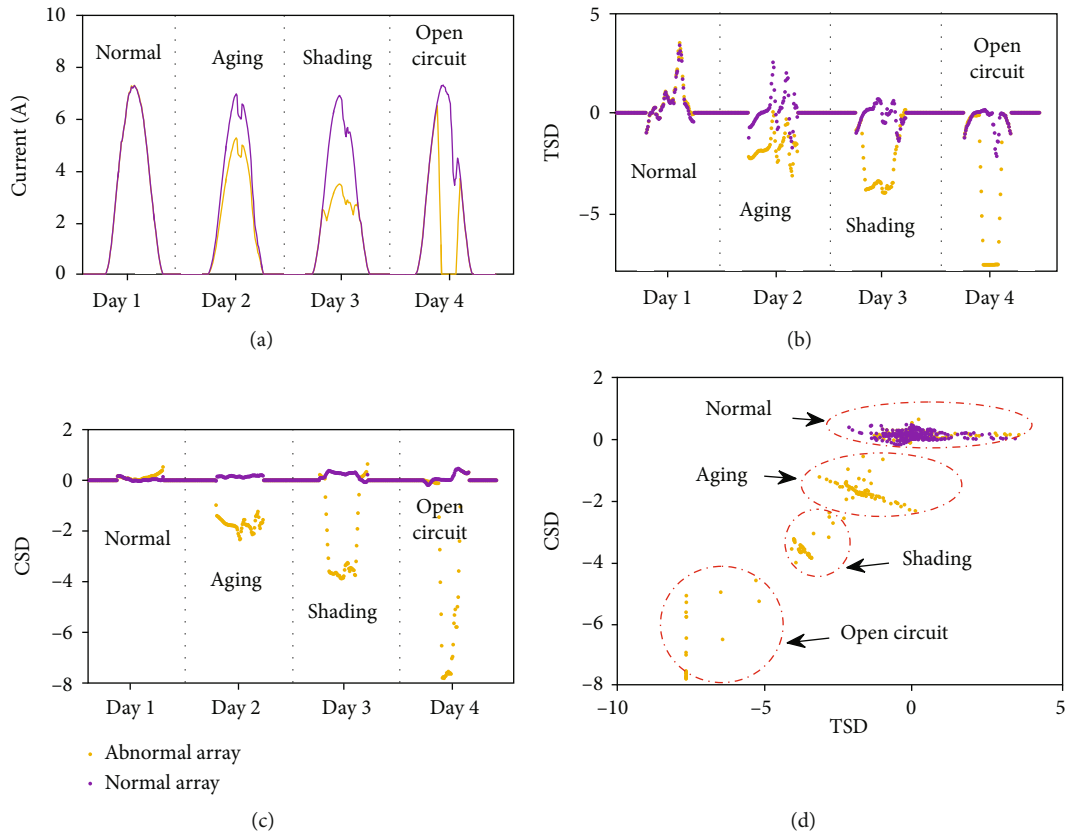 10
8
6
4
2
0
Current (A)
Normal
Aging
Shading
Open
circuit
Day 1
Day 2
Day 3
Day 4
(a)
5
0
−5
TSD
Normal
Aging
Shading
Open
circuit
Day 1
Day 2
Day 3
Day 4
(b)
2
0
−2
−4
−6
−8
CSD
Normal
Aging
Shading
Open
circuit
Day 1
Day 2
Day 3
Day 4
Abnormal array
Normal array
(c)
2
0
−2
−4
−6
−8
CSD
Normal
Aging
Shading
Open circuit
−10
−5
0
5
TSD
(d)